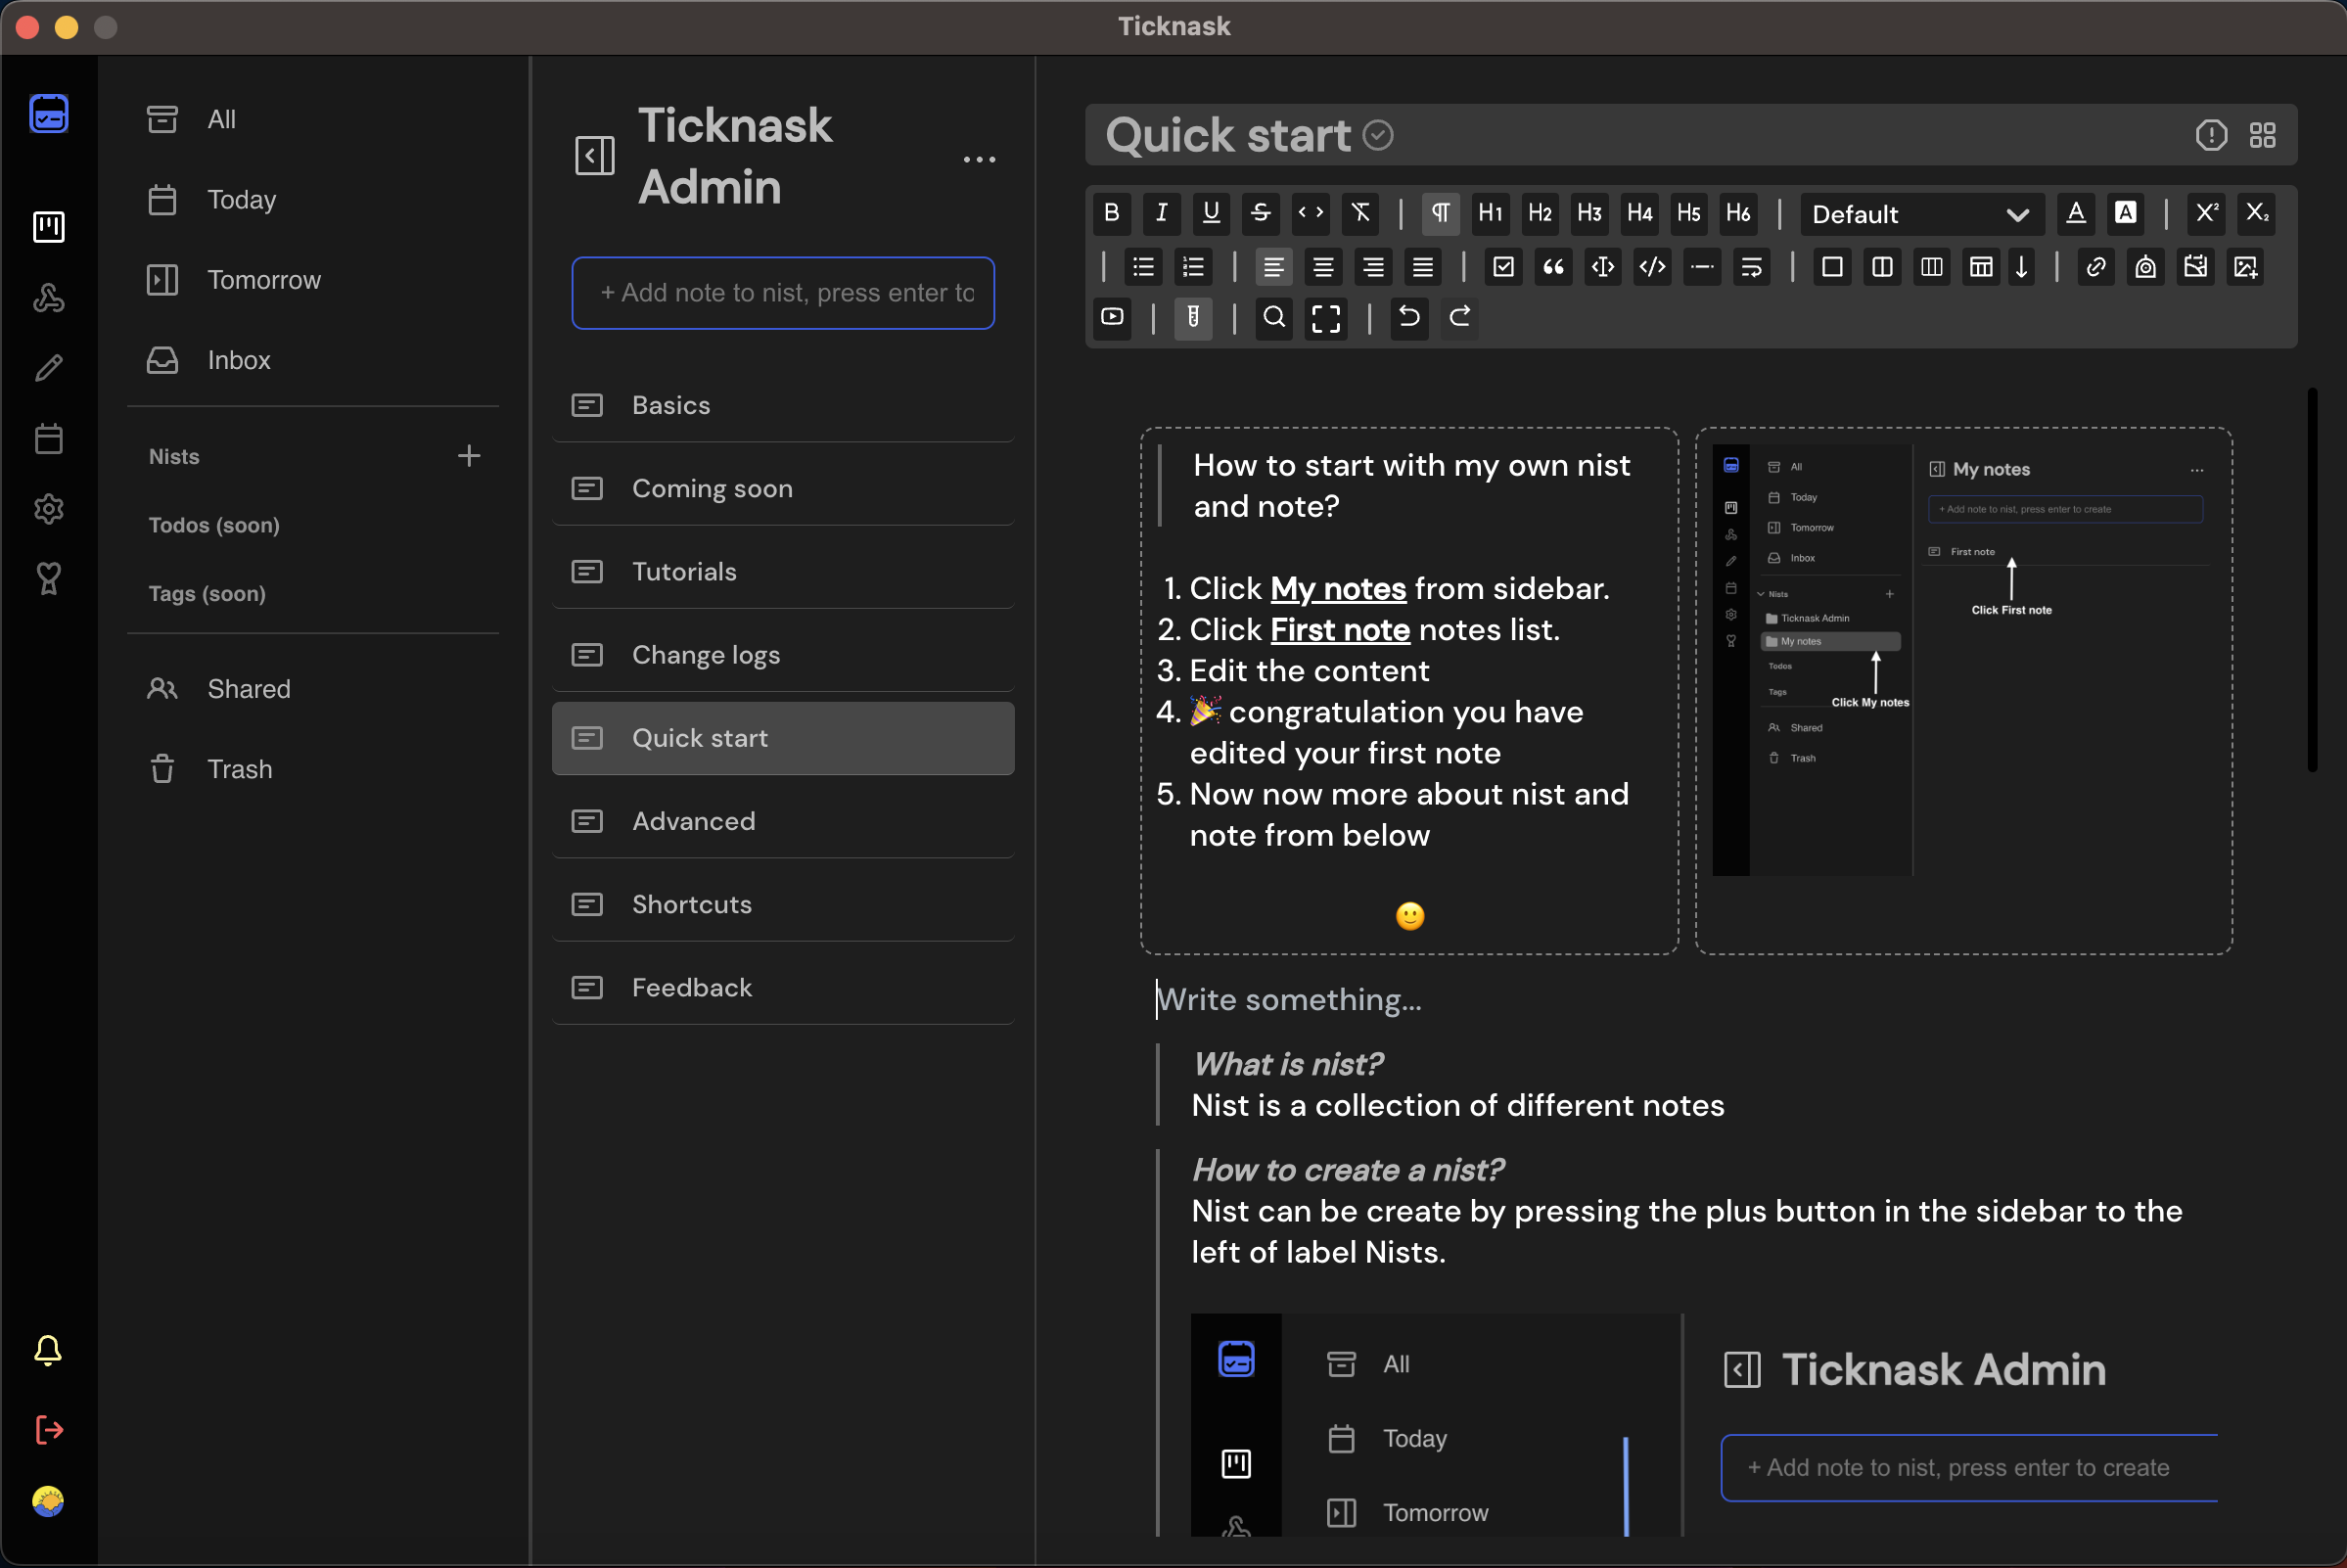 Ticknask
All
Today
Tomorrow
Inbox
Nists
Todos (soon)
Tags (soon)
Shared
Trash
Ticknask
Admin
+ Add note to nist, press enter to
Basics
Coming soon
Tutorials
Change logs
Quick start
Advanced
Shortcuts
Feedback
Quick start
B I U S H1 H2 H3 H4 H5 H6 Default A A X² X₂
How to start with my own nist
and note?
1. Click My notes from sidebar.
2. Click First note notes list.
3. Edit the content
4. 🎉 congratulation you have
edited your first note
5. Now now more about nist and
note from below
🙂
All
Today
Tomorrow
Inbox
Nists
Ticknask Admin
My notes
Todos
Tags
Click My notes
Shared
Trash
My notes
+ Add note to nist, press enter to create
First note
Click First note
Write something...
What is nist?
Nist is a collection of different notes
How to create a nist?
Nist can be create by pressing the plus button in the sidebar to the
left of label Nists.
All
Today
Tomorrow
Ticknask Admin
+ Add note to nist, press enter to create